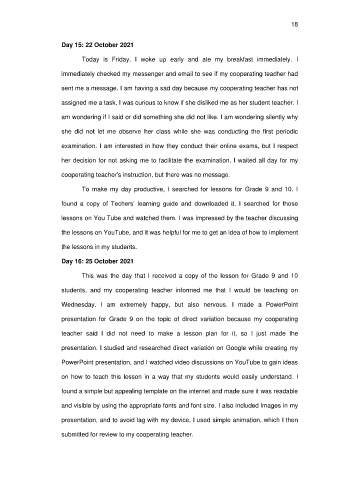 18
Day 15: 22 October 2021
Today is Friday. I woke up early and ate my breakfast immediately. I
immediately checked my messenger and email to see if my cooperating teacher had
sent me a message. I am having a sad day because my cooperating teacher has not
assigned me a task. I was curious to know if she disliked me as her student teacher. I
am wondering if I said or did something she did not like. I am wondering silently why
she did not let me observe her class while she was conducting the first periodic
examination. I am interested in how they conduct their online exams, but I respect
her decision for not asking me to facilitate the examination. I waited all day for my
cooperating teacher's instruction, but there was no message.
To make my day productive, I searched for lessons for Grade 9 and 10. I
found a copy of Techers' learning guide and downloaded it. I searched for those
lessons on You Tube and watched them. I was impressed by the teacher discussing
the lessons on YouTube, and it was helpful for me to get an idea of how to implement
the lessons in my students.
Day 16: 25 October 2021
This was the day that I received a copy of the lesson for Grade 9 and 10
students, and my cooperating teacher informed me that I would be teaching on
Wednesday. I am extremely happy, but also nervous. I made a PowerPoint
presentation for Grade 9 on the topic of direct variation because my cooperating
teacher said I did not need to make a lesson plan for it, so I just made the
presentation. I studied and researched direct variation on Google while creating my
PowerPoint presentation, and I watched video discussions on YouTube to gain ideas
on how to teach this lesson in a way that my students would easily understand. I
found a simple but appealing template on the internet and made sure it was readable
and visible by using the appropriate fonts and font size. I also included images in my
presentation, and to avoid lag with my device, I used simple animation, which I then
submitted for review to my cooperating teacher.